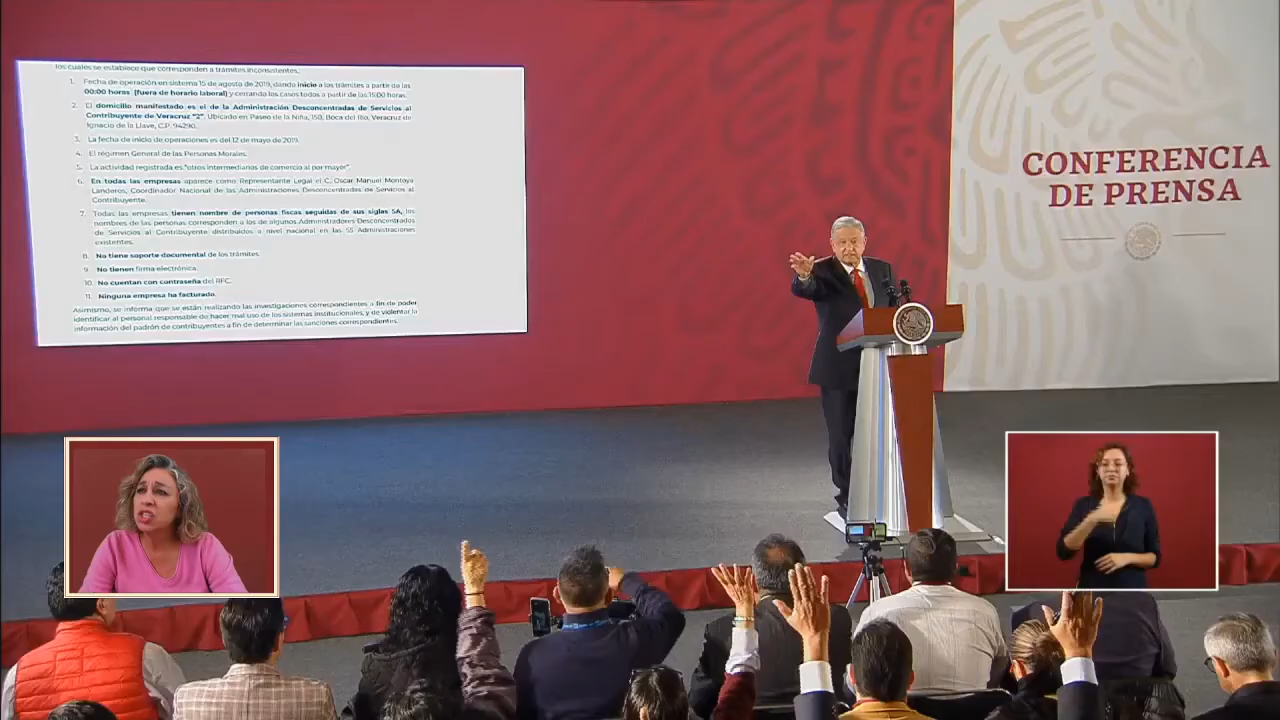 los cuales se establece que corresponden a trámites inconsistentes.
1. Fecha de operación en sistema 15 de agosto de 2019, dando inicio a los trámites a partir de las
00:00 horas (fuera de horario laboral) y cerrando los casos todos a partir de las 15:00 horas.
2. El domicilio manifestado es el de la Administración Desconcentradas de Servicios al
Contribuyente de Veracruz "2", Ubicado en Paseo de la Niña, 150, Boca del Río, Veracruz de
Ignacio de la Llave, C.P. 94290.
3. La fecha de inicio de operaciones es del 12 de mayo de 2019.
4. El régimen General de las Personas Morales.
5. La actividad registrada es "otros intermediarios de comercio al por mayor".
6. En todas las empresas aparece como Representante Legal el C. Oscar Manuel Montoya
Landeros, Coordinador Nacional de las Administraciones Desconcentradas de Servicios al
Contribuyente.
7. Todas las empresas tienen nombre de personas fiscas seguidas de sus siglas SA, los
nombres de las personas corresponden a los de algunos Administradores Desconcentrados
de Servicios al Contribuyente distribuidos a nivel nacional en las 55 Administraciones
existentes.
8. No tiene soporte documental de los trámites.
9. No tienen firma electrónica.
10. No cuentan con contraseña del RFC.
11. Ninguna empresa ha facturado.
Asimismo, se informa que se están realizando las investigaciones correspondientes a fin de poder
identificar al personal responsable de hacer mal uso de los sistemas institucionales, y de violentar la
información del padrón de contribuyentes a fin de determinar las sanciones correspondientes.
CONFERENCIA
DE PRENSA